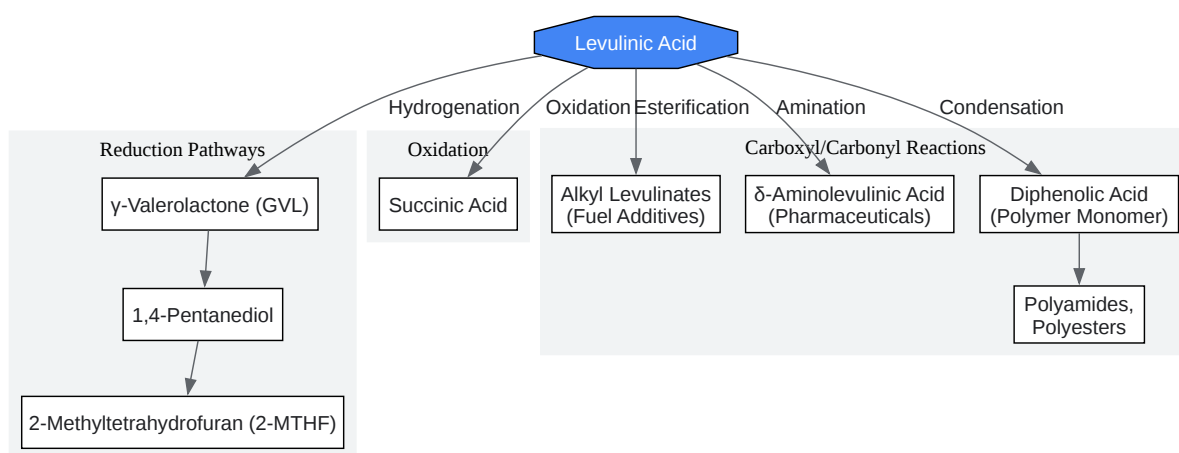 Levulinic Acid
Hydrogenation
Oxidation
Esterification
Amination
Condensation
Reduction Pathways
Oxidation
Carboxyl/Carbonyl Reactions
γ-Valerolactone (GVL)
Succinic Acid
Alkyl Levulinates
(Fuel Additives)
δ-Aminolevulinic Acid
(Pharmaceuticals)
Diphenolic Acid
(Polymer Monomer)
1,4-Pentanediol
Polyamides,
Polyesters
2-Methyltetrahydrofuran (2-MTHF)